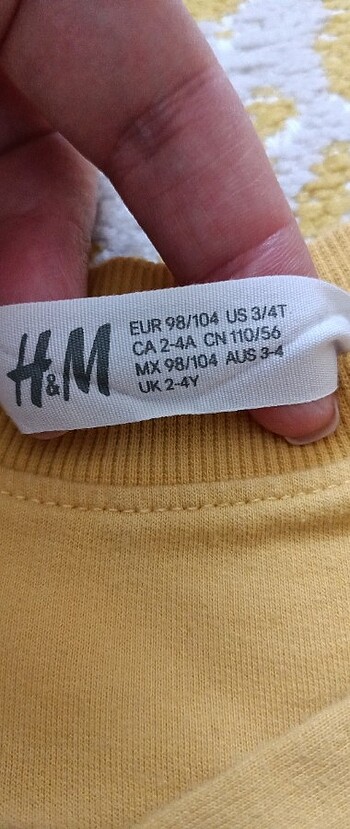 H&M
EUR 98/104 US 3/4T
CA 2-4A CN 110/56
MX 98/104 AUS 3-4
UK 2-4Y